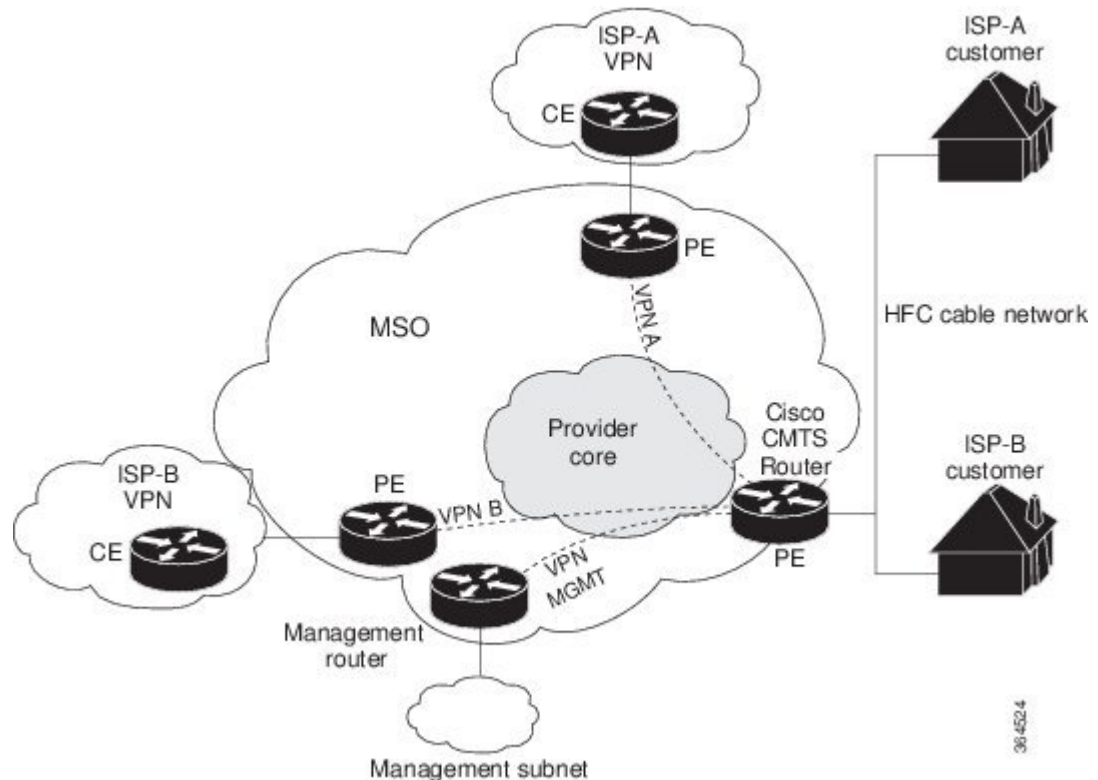 ISP-A
VPN
CE
ISP-A
customer
PE
VPN A
MSO
HFC cable network
Provider
core
Cisco
CMTS
Router
ISP-B
customer
ISP-B
VPN
PE
VPN B
CE
PE
VPN
MGMT
Management
router
Management subnet
364524